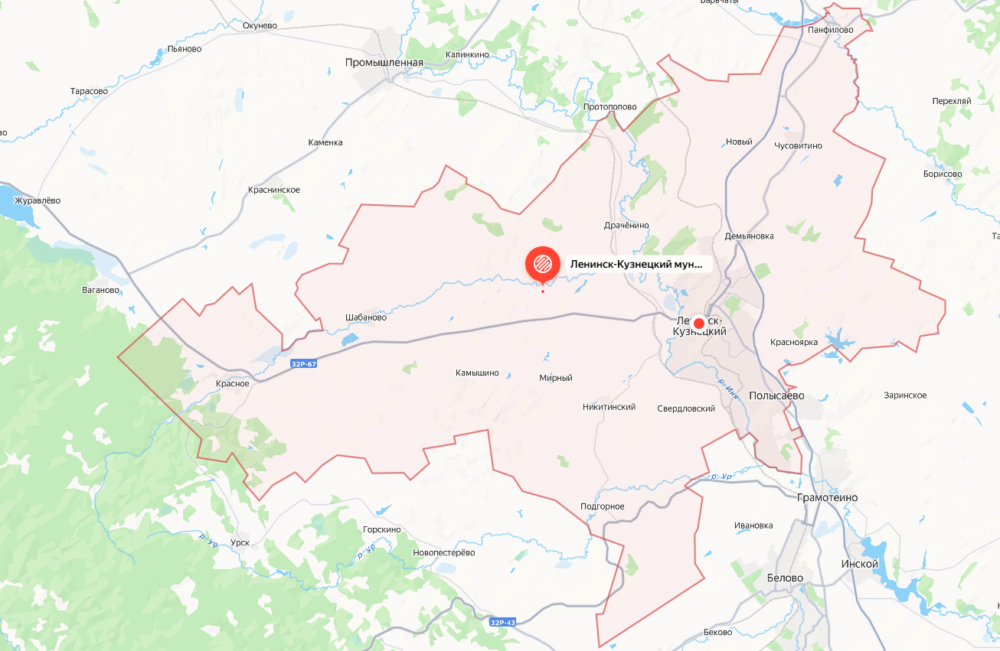 Барачаты
Окунево
Панфилово
Пьяново
Калинкино
Промышленная
Тарасово
Перехляй
Протопопово
Каменка
Новый
Чусовитино
Борисово
Краснинское
Журавлёво
Драчёнино
Демьяновка
Ленинск-Кузнецкий мун...
Ваганово
Шабаново
Ленинск-
Кузнецкий
Красноярка
32Р-67
Камышино
Мирный
Красное
р. Иня
Полысаево
Заринское
Никитинский
Свердловский
р. Ур
Грамотеино
Подгорное
Ивановка
Горскино
р. Ур
Урск
р. Ур
Новопестерёво
Инской
Белово
32Р-43
Беково